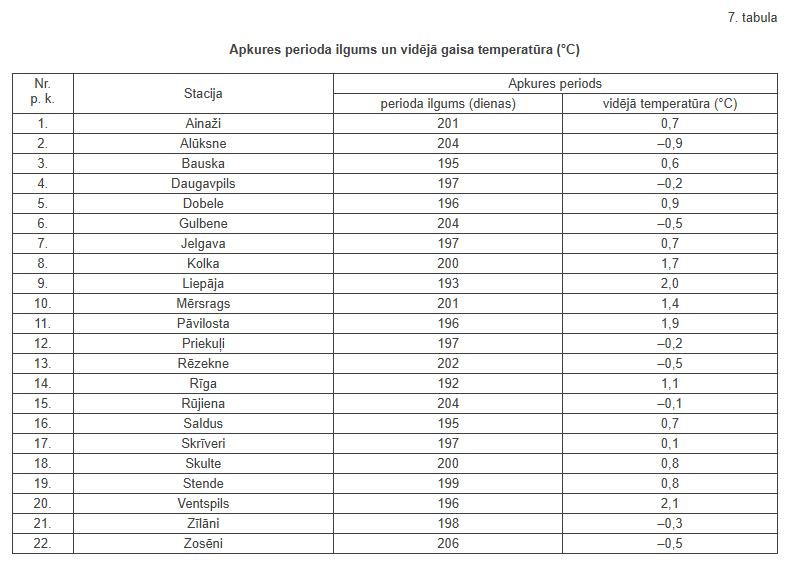 7. tabula
Apkures perioda ilgums un vidējā gaisa temperatūra (°C)
Nr. p. k. Stacija Apkures periods
perioda ilgums (dienas) vidējā temperatūra (°C)
1. Ainaži 201 0,7
2. Alūksne 204 –0,9
3. Bauska 195 0,6
4. Daugavpils 197 –0,2
5. Dobele 196 0,9
6. Gulbene 204 –0,5
7. Jelgava 197 0,7
8. Kolka 200 1,7
9. Liepāja 193 2,0
10. Mērsrags 201 1,4
11. Pāvilosta 196 1,9
12. Priekuļi 197 –0,2
13. Rēzekne 202 –0,5
14. Rīga 192 1,1
15. Rūjiena 204 –0,1
16. Saldus 195 0,7
17. Skrīveri 197 0,1
18. Skulte 200 0,8
19. Stende 199 0,8
20. Ventspils 196 2,1
21. Zīlāni 198 –0,3
22. Zosēni 206 –0,5